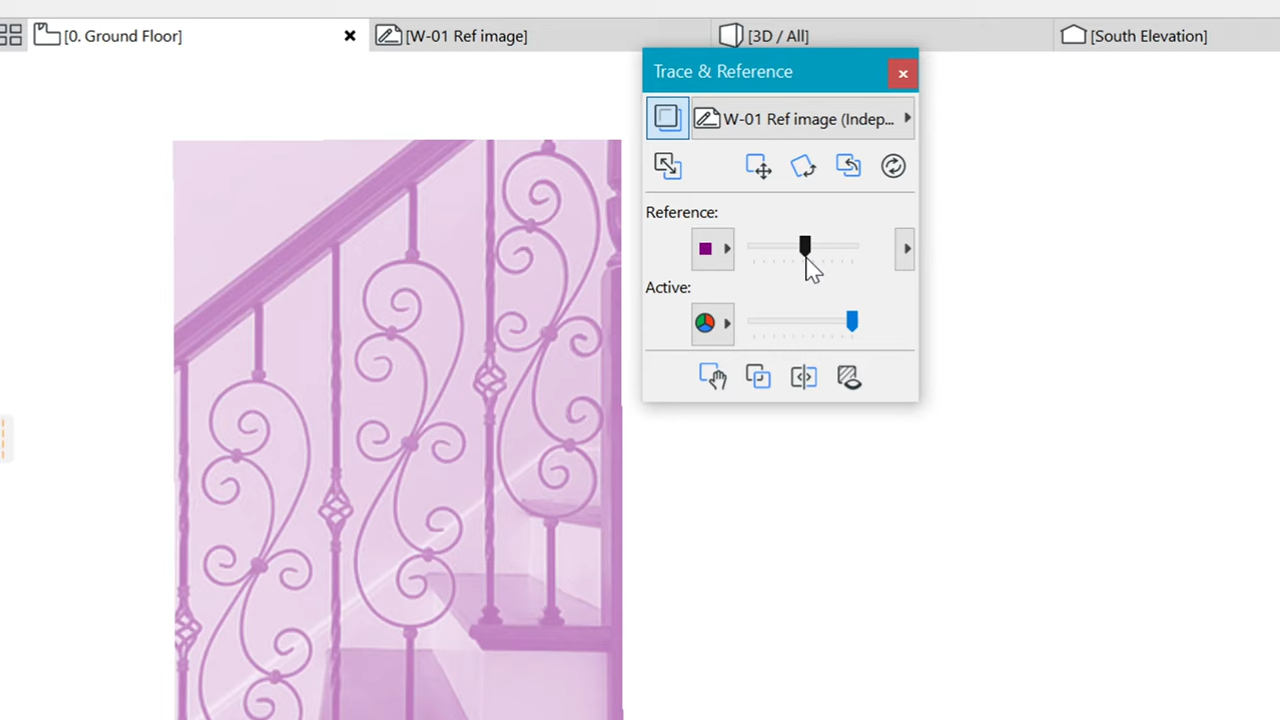 [0. Ground Floor]
[W-01 Ref image]
[3D / All]
[South Elevation]
Trace & Reference
W-01 Ref image (Indep...
Reference:
Active: